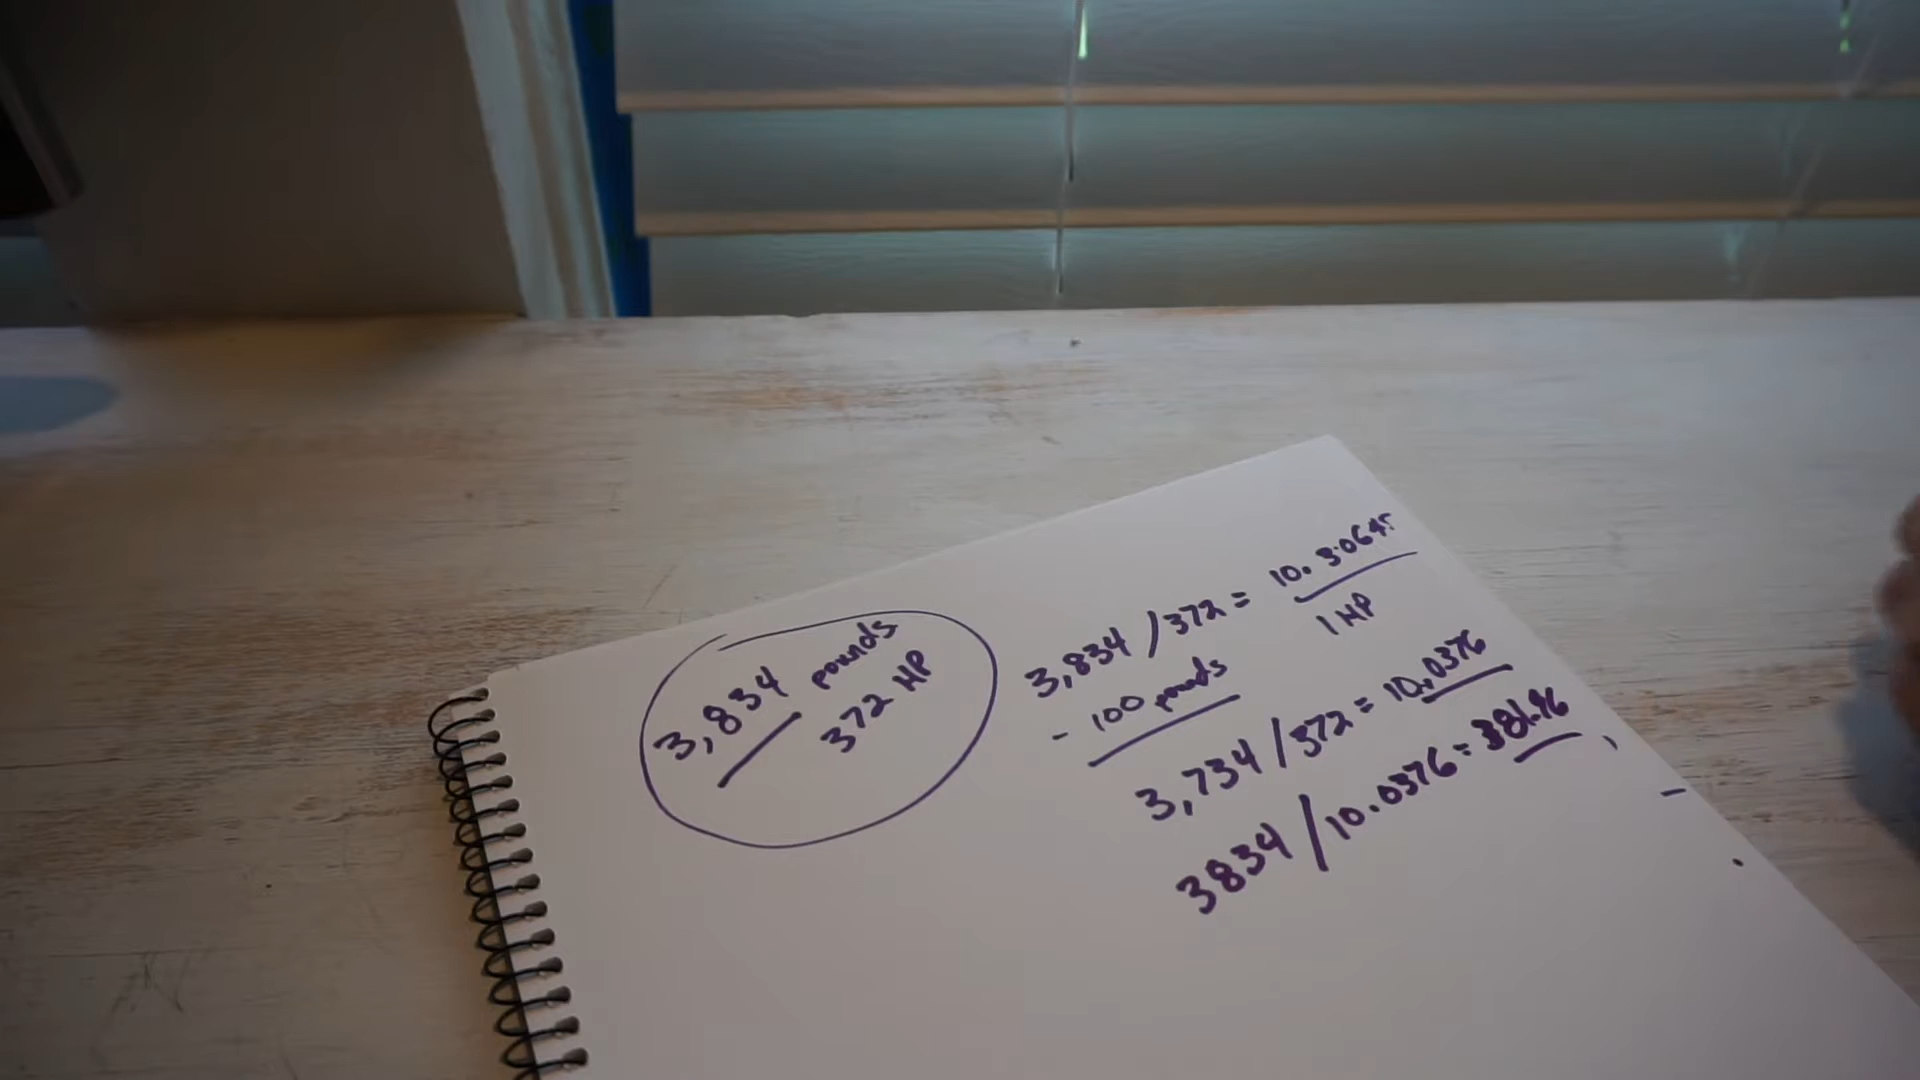 3,834 pounds
372 HP
3,834 / 372 = 10.30645
1 HP
- 100 pounds
3,734 / 372 = 10.0376
3834 / 10.0376 = 381.96